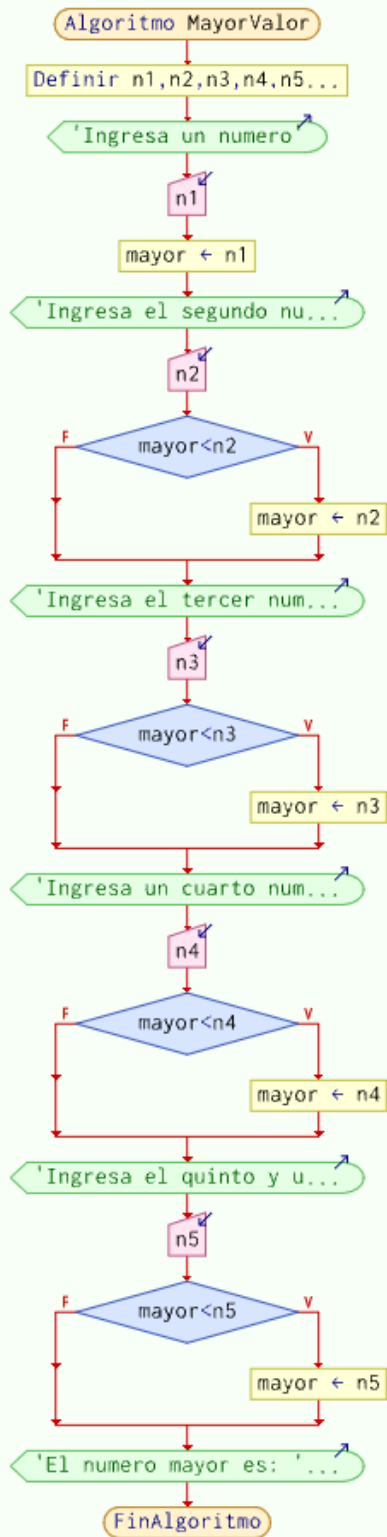 Algoritmo MayorValor
Definir n1,n2,n3,n4,n5...
'Ingresa un numero'
n1
mayor ← n1
'Ingresa el segundo nu...
n2
F
mayor<n2
V
mayor ← n2
'Ingresa el tercer num...
n3
F
mayor<n3
V
mayor ← n3
'Ingresa un cuarto num...
n4
F
mayor<n4
V
mayor ← n4
'Ingresa el quinto y u...
n5
F
mayor<n5
V
mayor ← n5
'El numero mayor es: '...
FinAlgoritmo